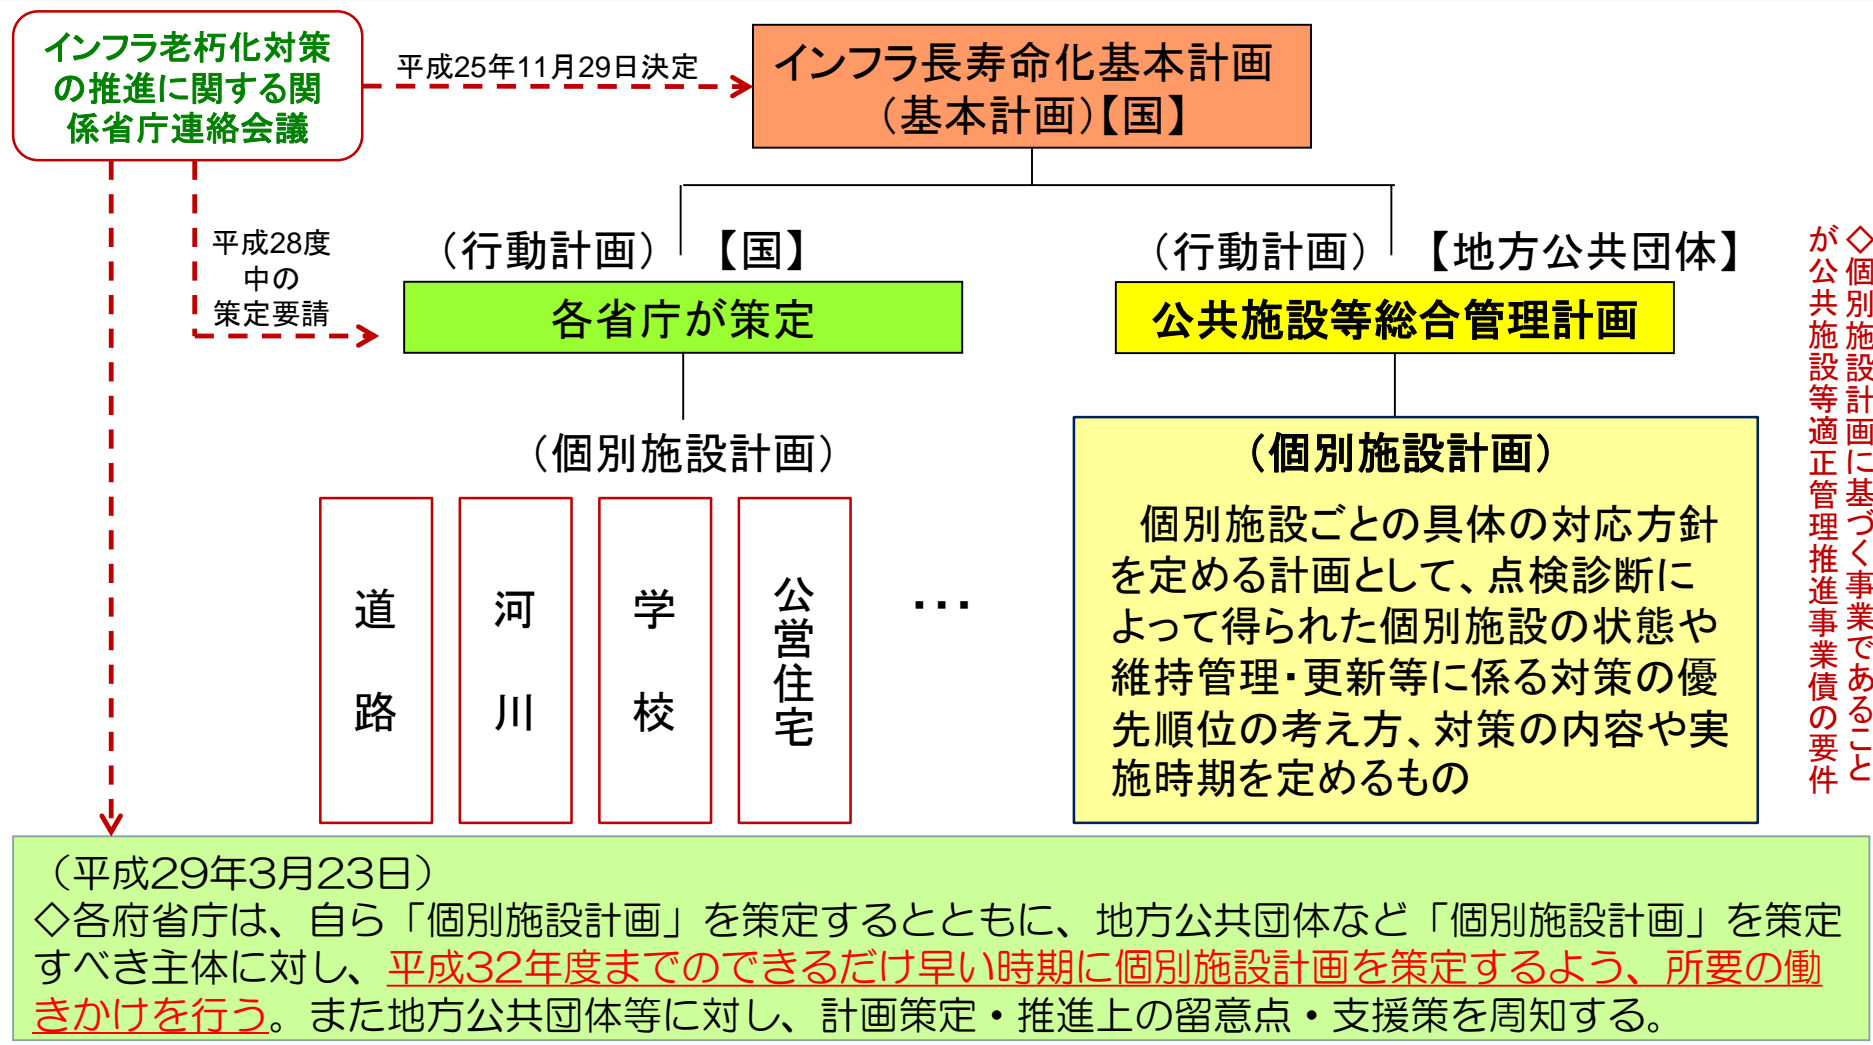 インフラ老朽化対策
の推進に関する関
係省庁連絡会議
平成25年11月29日決定
インフラ長寿命化基本計画
（基本計画）【国】
平成28度
中の
策定要請
（行動計画）【国】
各省庁が策定
（行動計画）【地方公共団体】
公共施設等総合管理計画
◇個別施設計画に基づく事業であること
が公共施設等適正管理推進事業債の要件
（個別施設計画）
道路
河川
学校
公営住宅
・・・
（個別施設計画）
個別施設ごとの具体の対応方針
を定める計画として、点検診断に
よって得られた個別施設の状態や
維持管理・更新等に係る対策の優
先順位の考え方、対策の内容や実
施時期を定めるもの
（平成29年3月23日）
◇各府省庁は、自ら「個別施設計画」を策定するとともに、地方公共団体など「個別施設計画」を策定
すべき主体に対し、平成32年度までのできるだけ早い時期に個別施設計画を策定するよう、所要の働
きかけを行う。また地方公共団体等に対し、計画策定・推進上の留意点・支援策を周知する。